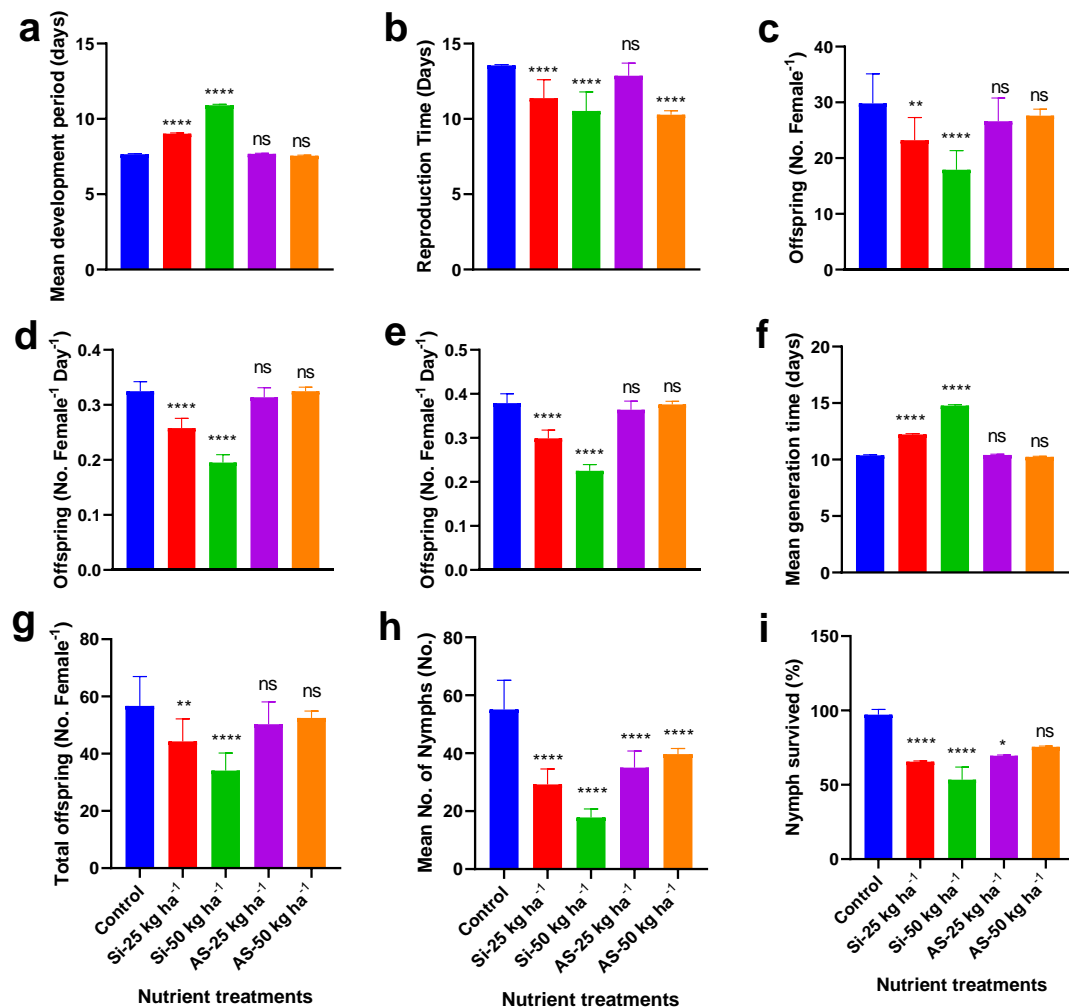 a
Mean development period (days)
15
10
5
0
****
****
ns
ns
b
Reproduction Time (Days)
15
10
5
0
****
****
ns
****
c
Offspring (No. Female⁻¹)
40
30
20
10
0
**
****
ns
ns
d
Offspring (No. Female⁻¹ Day⁻¹)
0.4
0.3
0.2
0.1
0.0
****
****
ns
ns
e
Offspring (No. Female⁻¹ Day⁻¹)
0.5
0.4
0.3
0.2
0.1
0.0
****
****
ns
ns
f
Mean generation time (days)
20
15
10
5
0
****
****
ns
ns
g
Total offspring (No. Female⁻¹)
80
60
40
20
0
**
****
ns
ns
Control
Si-25 kg ha⁻¹
Si-50 kg ha⁻¹
AS-25 kg ha⁻¹
AS-50 kg ha⁻¹
Nutrient treatments
h
Mean No. of Nymphs (No.)
80
60
40
20
0
****
****
****
****
Control
Si-25 kg ha⁻¹
Si-50 kg ha⁻¹
AS-25 kg ha⁻¹
AS-50 kg ha⁻¹
Nutrient treatments
i
Nymph survived (%)
150
100
50
0
****
****
*
ns
Control
Si-25 kg ha⁻¹
Si-50 kg ha⁻¹
AS-25 kg ha⁻¹
AS-50 kg ha⁻¹
Nutrient treatments